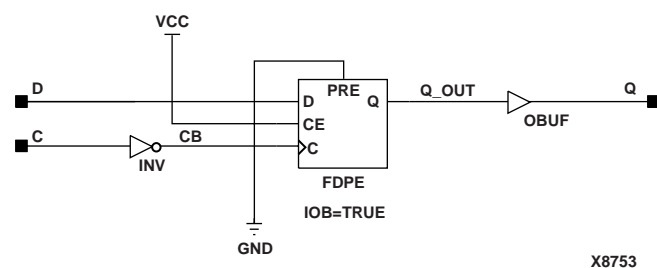 VCC
D
PRE
Q_OUT
Q
D
Q
CE
OBUF
C
CB
C
INV
FDPE
IOB=TRUE
GND
X8753